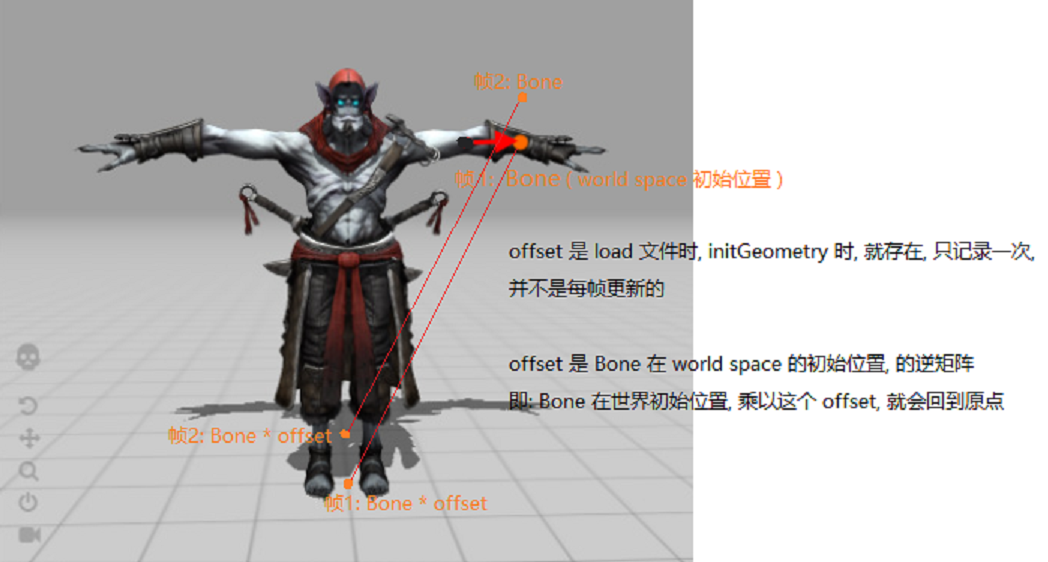 帧2: Bone
帧1: Bone ( world space 初始位置 )
offset 是 load 文件时, initGeometry 时, 就存在, 只记录一次,
并不是每帧更新的
offset 是 Bone 在 world space 的初始位置, 的逆矩阵
即: Bone 在世界初始位置, 乘以这个 offset, 就会回到原点
帧2: Bone * offset
帧1: Bone * offset